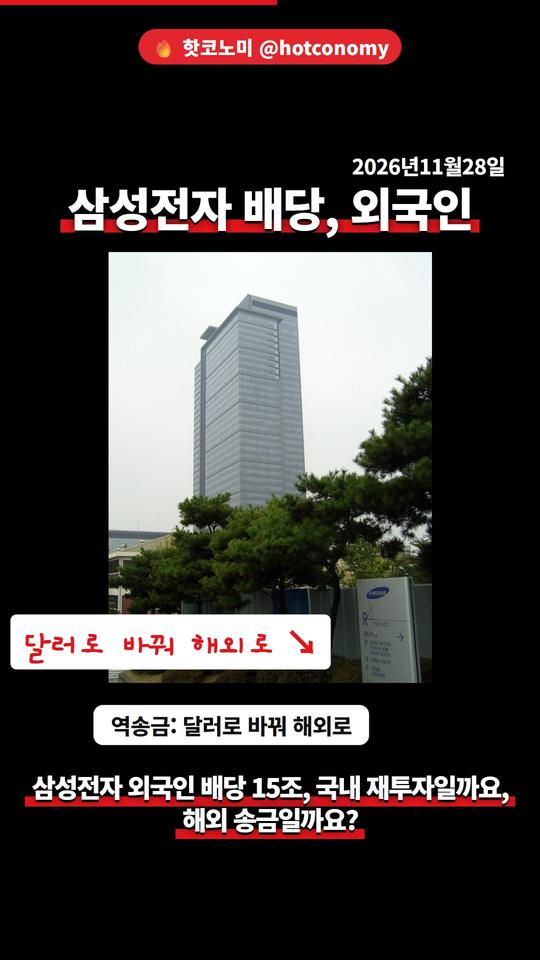 🔥 핫코노미 @hotconomy
2026년11월28일
삼성전자 배당, 외국인
SAMSUNG
달러로 바꿔 해외로 ↘
역송금: 달러로 바꿔 해외로
삼성전자 외국인 배당 15조, 국내 재투자일까요,
해외 송금일까요?